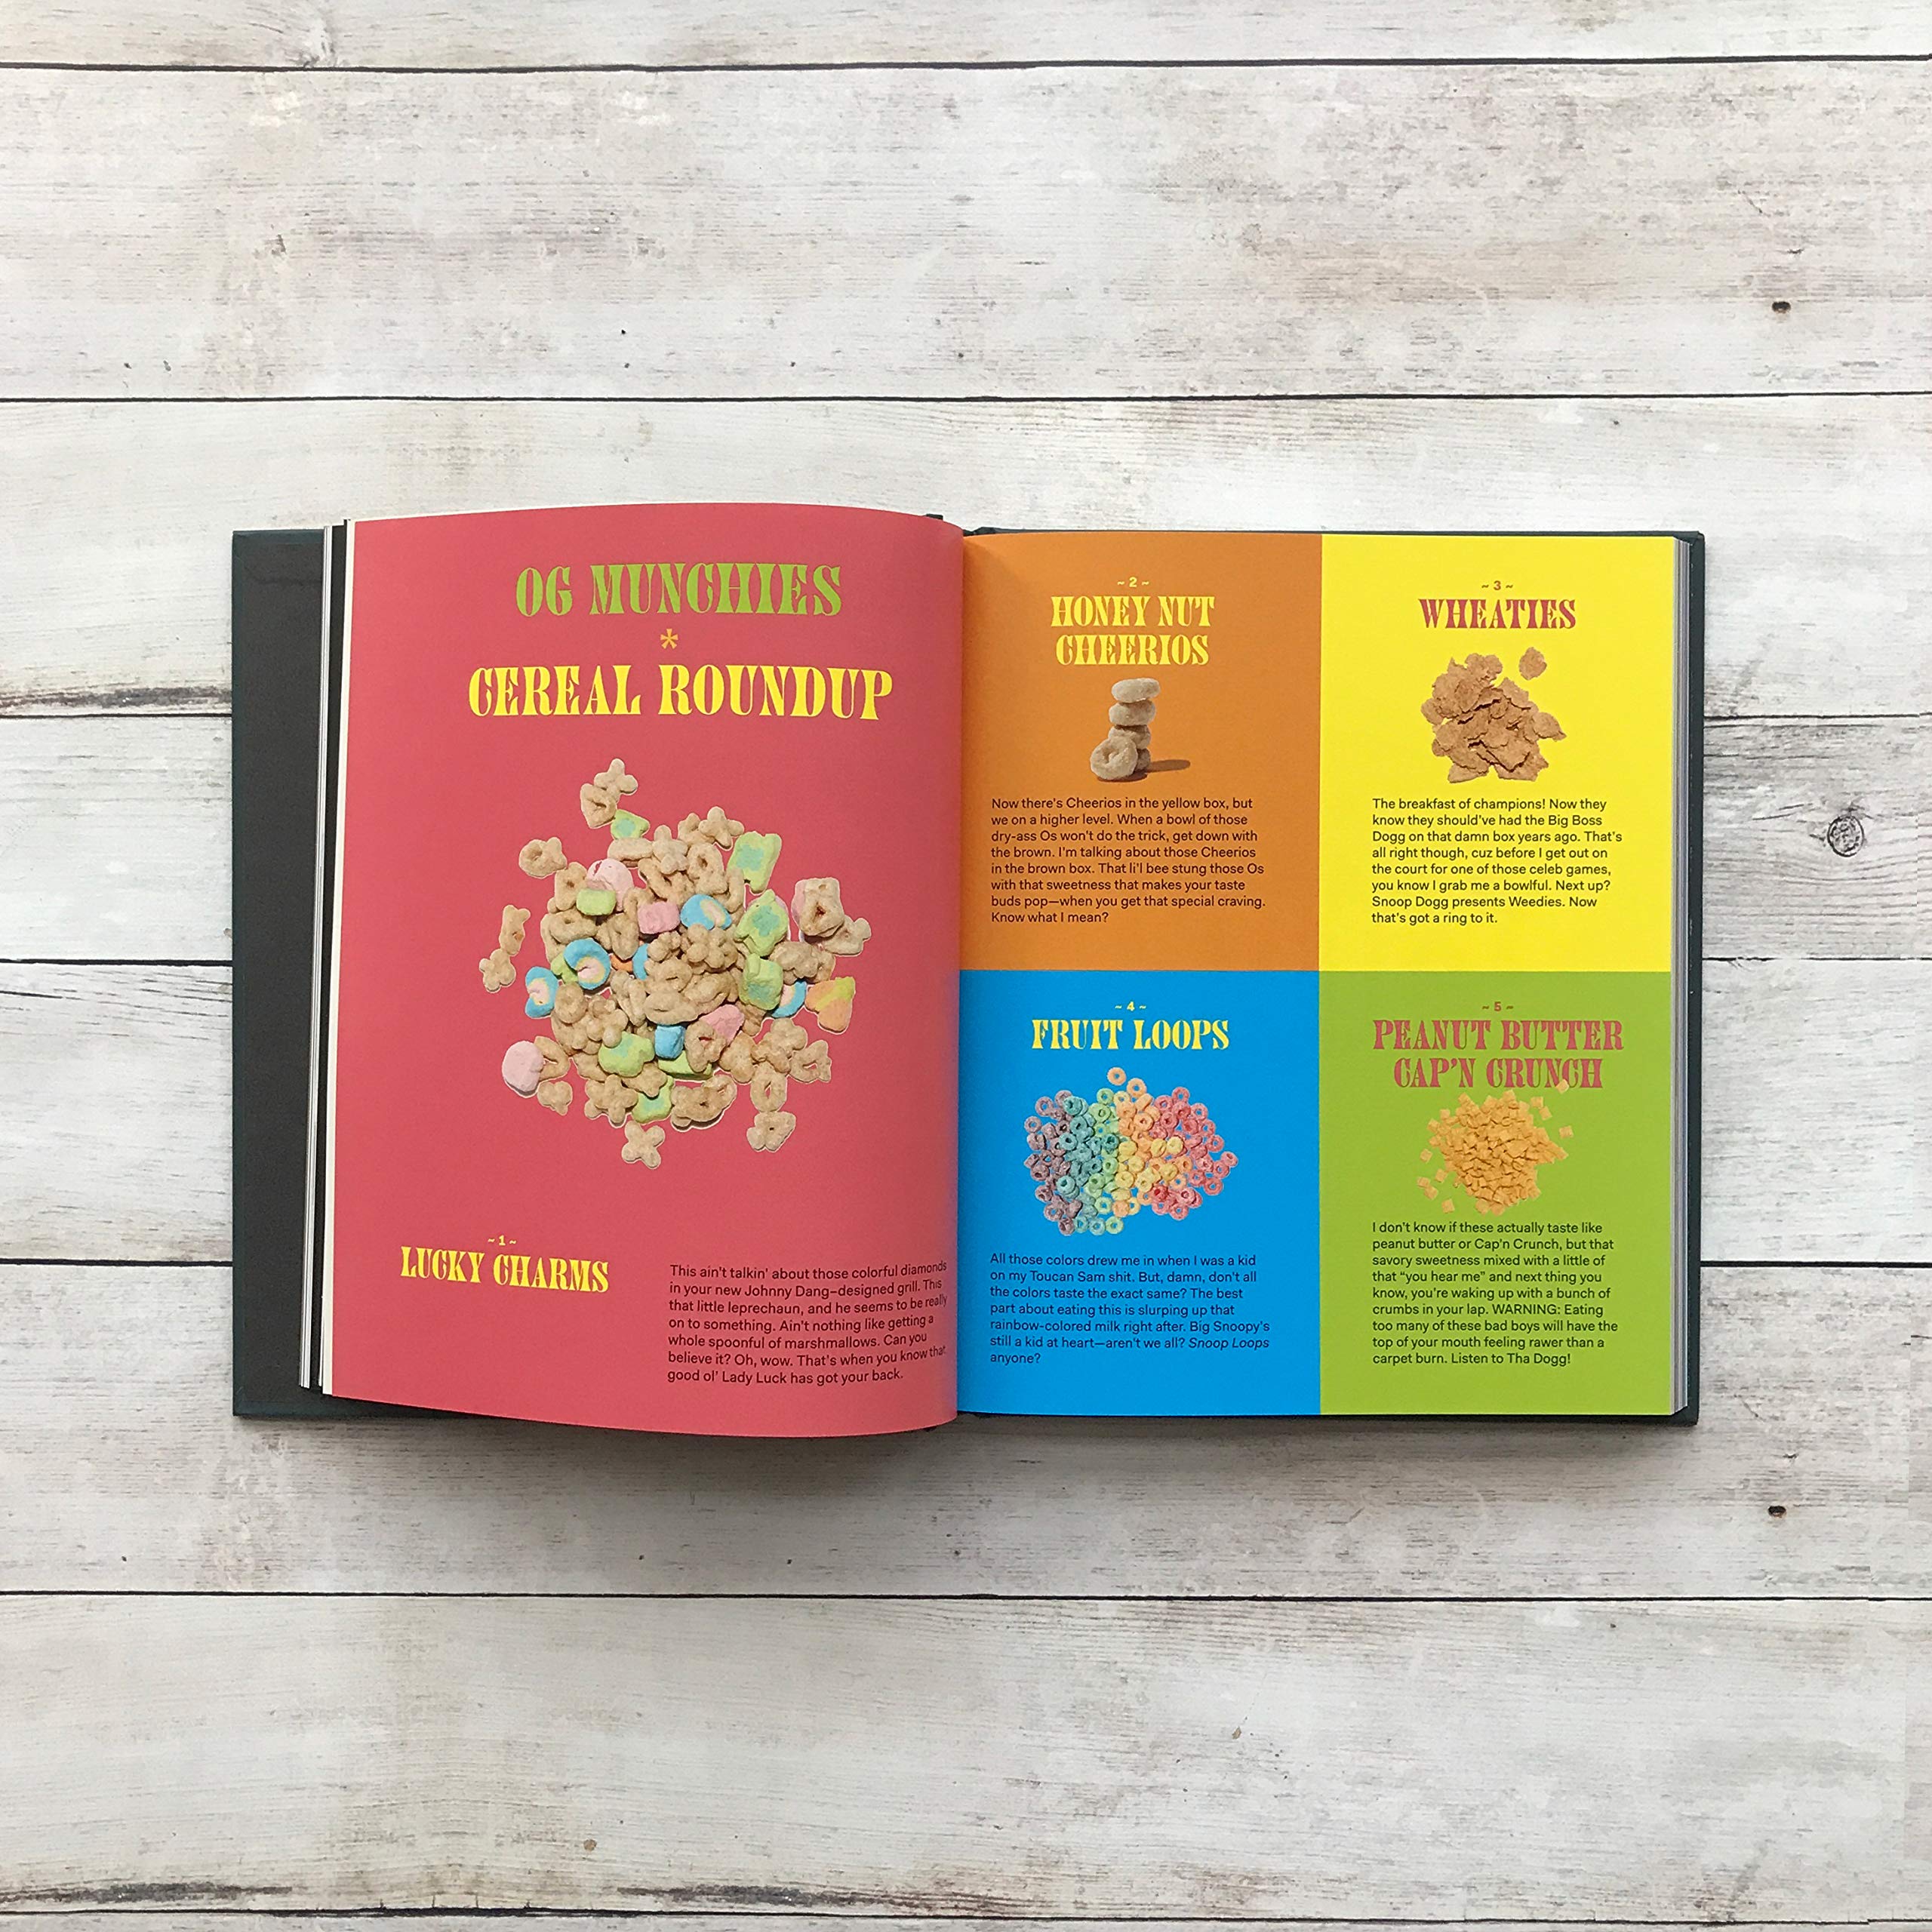 OG MUNCHIES
*
CEREAL ROUNDUP
~ 1 ~
LUCKY CHARMS
This ain't talkin' about those colorful diamonds
in your new Johnny Dang–designed grill. This
that little leprechaun, and he seems to be really
on to something. Ain't nothing like getting a
whole spoonful of marshmallows. Can you
believe it? Oh, wow. That's when you know that
good ol' Lady Luck has got your back.
~ 2 ~
HONEY NUT
CHEERIOS
Now there's Cheerios in the yellow box, but
we on a higher level. When a bowl of those
dry-ass Os won't do the trick, get down with
the brown. I'm talking about those Cheerios
in the brown box. That li'l bee stung those Os
with that sweetness that makes your taste
buds pop—when you get that special craving.
Know what I mean?
~ 3 ~
WHEATIES
The breakfast of champions! Now they
know they should've had the Big Boss
Dogg on that damn box years ago. That's
all right though, cuz before I get out on
the court for one of those celeb games,
you know I grab me a bowlful. Next up?
Snoop Dogg presents Weedies. Now
that's got a ring to it.
~ 4 ~
FRUIT LOOPS
All those colors drew me in when I was a kid
on my Toucan Sam shit. But, damn, don't all
the colors taste the exact same? The best
part about eating this is slurping up that
rainbow-colored milk right after. Big Snoopy's
still a kid at heart—aren't we all? Snoop Loops
anyone?
~ 5 ~
PEANUT BUTTER
CAP'N CRUNCH
I don't know if these actually taste like
peanut butter or Cap'n Crunch, but that
savory sweetness mixed with a little of
that “you hear me” and next thing you
know, you're waking up with a bunch of
crumbs in your lap. WARNING: Eating
too many of these bad boys will have the
top of your mouth feeling rawer than a
carpet burn. Listen to Tha Dogg!